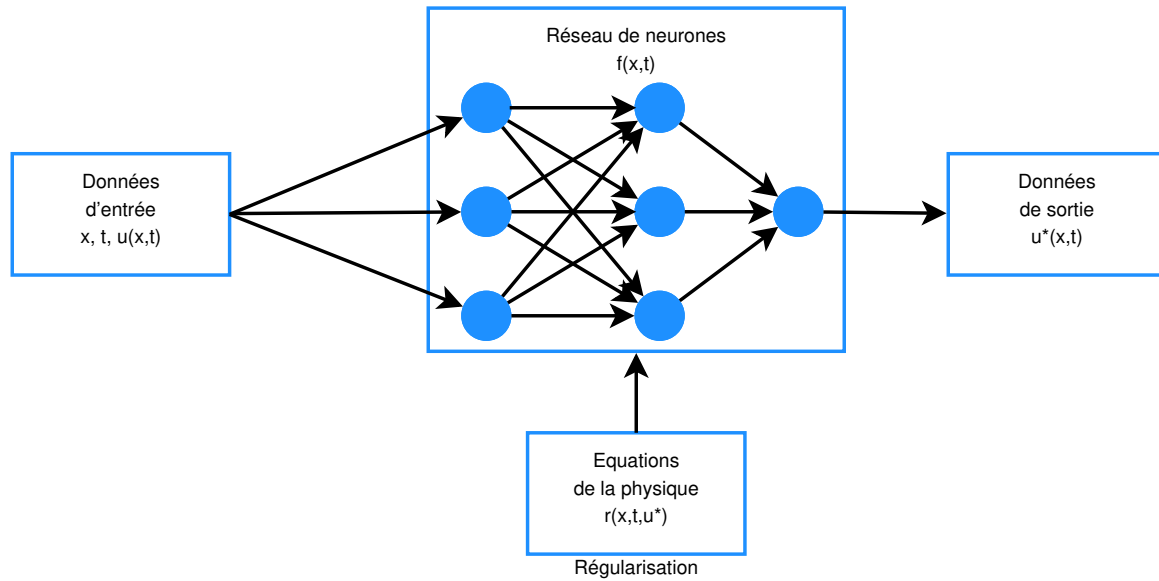 Réseau de neurones
f(x,t)
Données
d'entrée
x, t, u(x,t)
Données
de sortie
u*(x,t)
Equations
de la physique
r(x,t,u*)
Régularisation